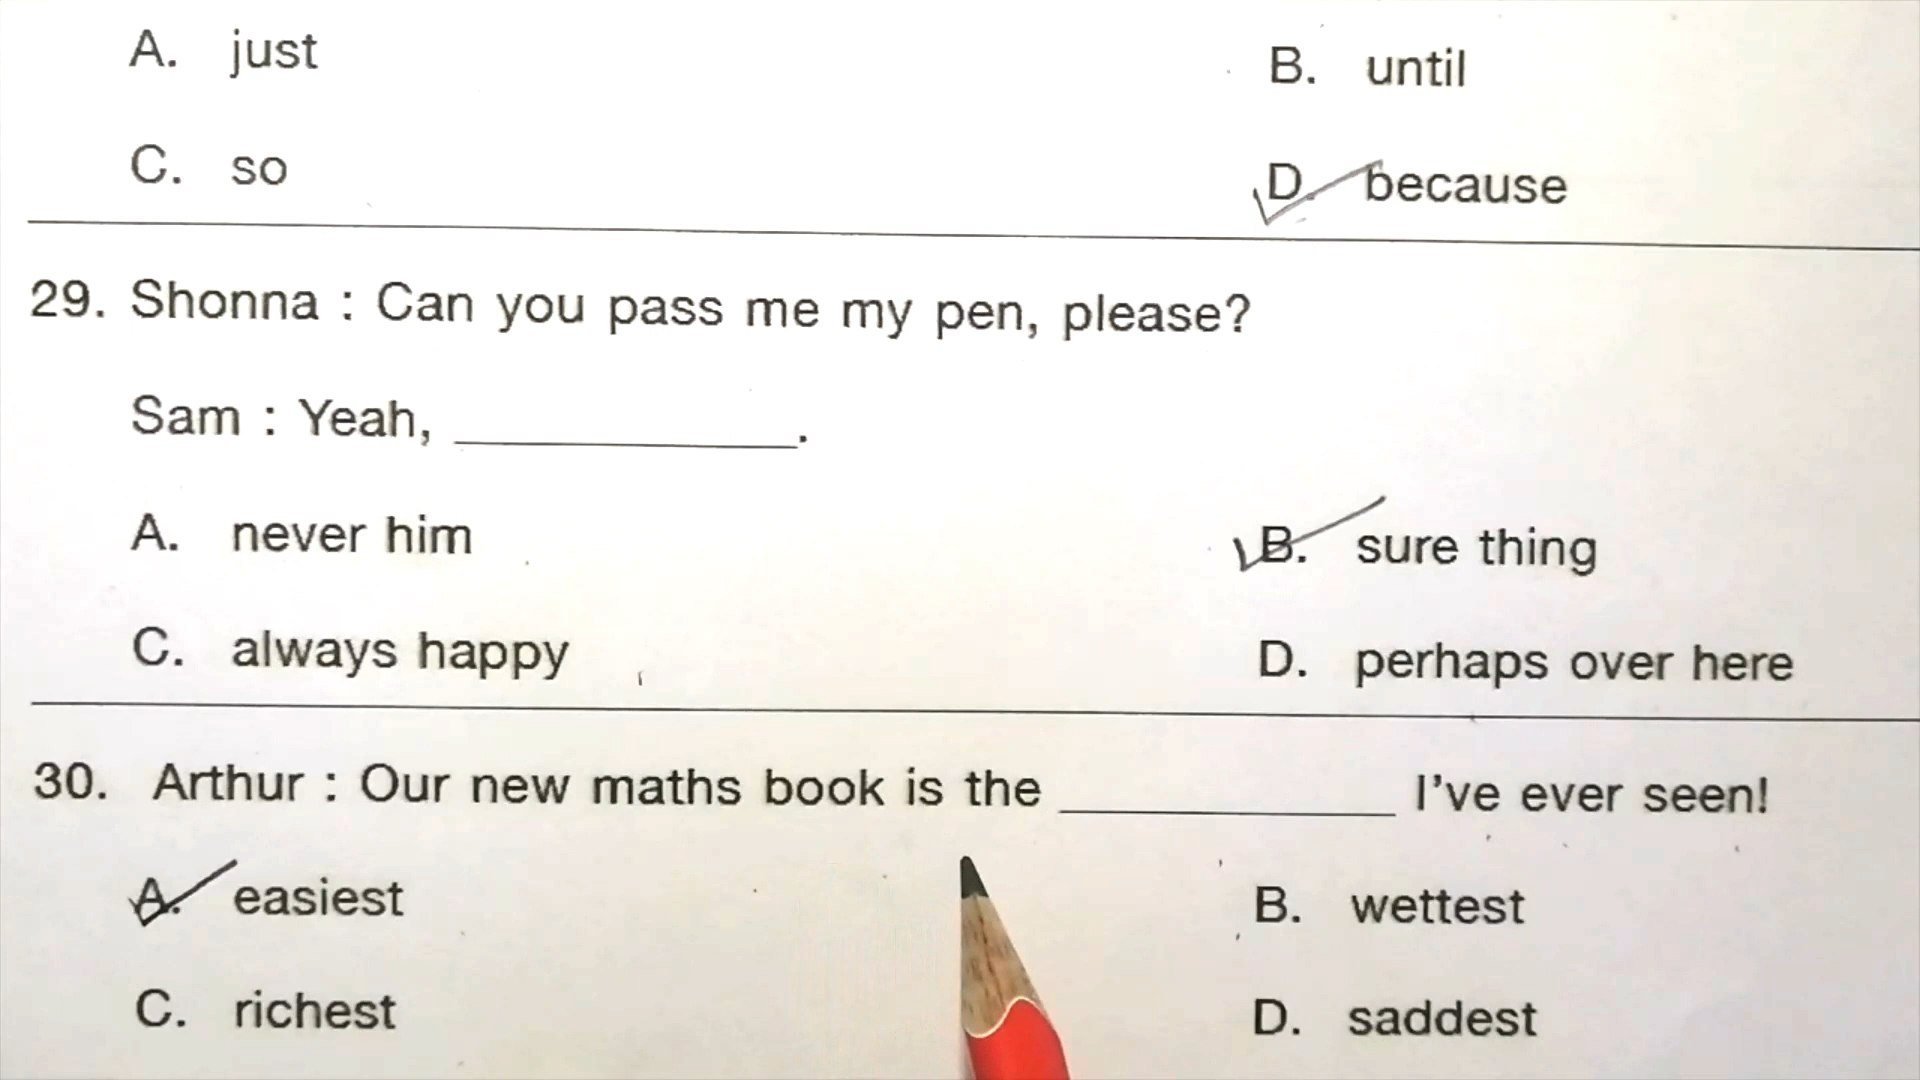 A. just
B. until
C. so
D. because
29. Shonna : Can you pass me my pen, please?
Sam : Yeah, ____________.
A. never him
B. sure thing
C. always happy
D. perhaps over here
30. Arthur : Our new maths book is the ____________ I've ever seen!
A. easiest
B. wettest
C. richest
D. saddest